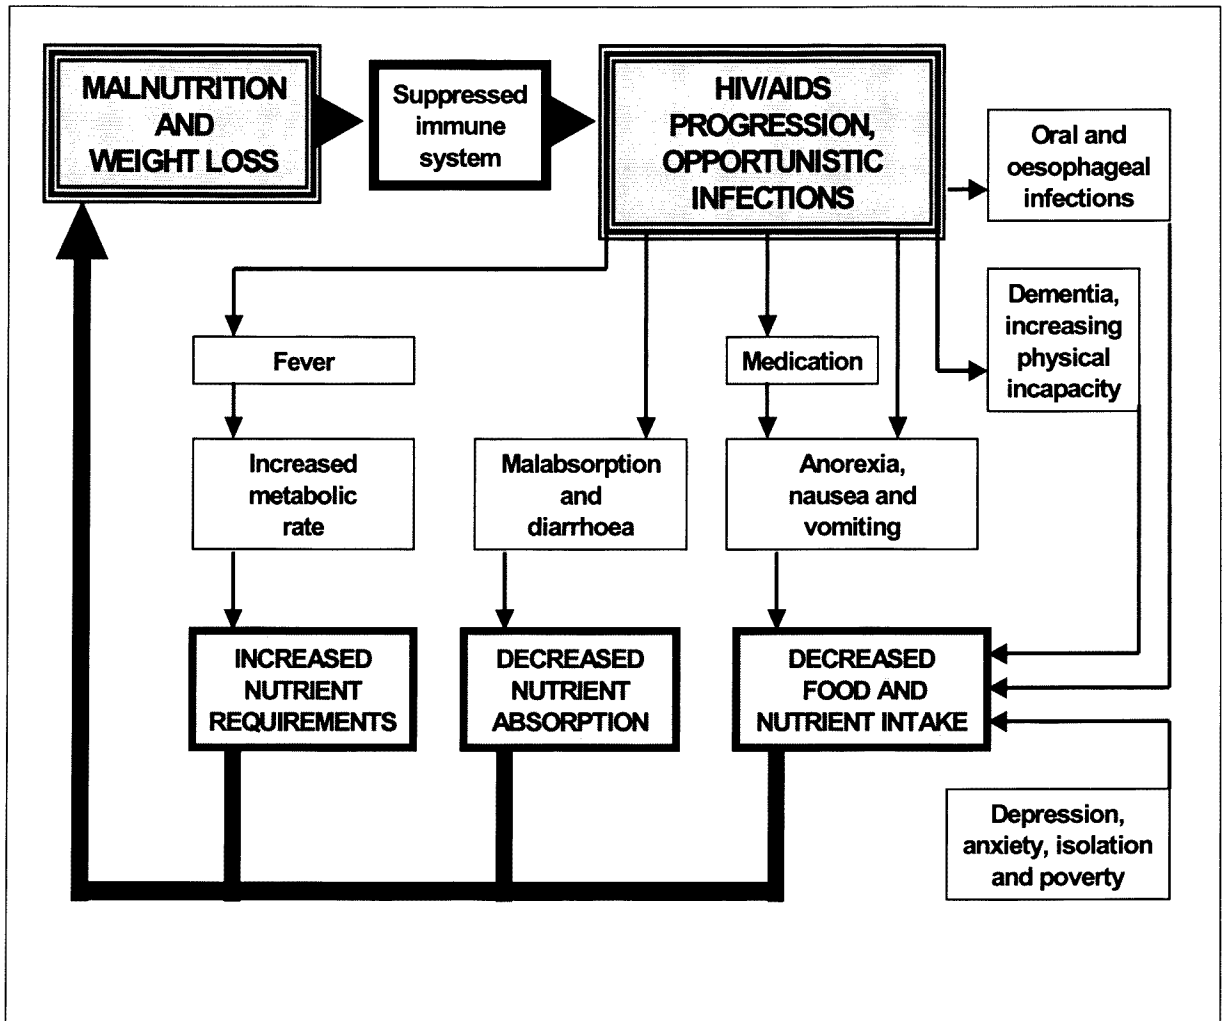 MALNUTRITION
AND
WEIGHT LOSS
Suppressed
immune
system
HIV/AIDS
PROGRESSION,
OPPORTUNISTIC
INFECTIONS
Oral and
oesophageal
infections
Dementia,
increasing
physical
incapacity
Fever
Medication
Increased
metabolic
rate
Malabsorption
and
diarrhoea
Anorexia,
nausea and
vomiting
INCREASED
NUTRIENT
REQUIREMENTS
DECREASED
NUTRIENT
ABSORPTION
DECREASED
FOOD AND
NUTRIENT INTAKE
Depression,
anxiety, isolation
and poverty